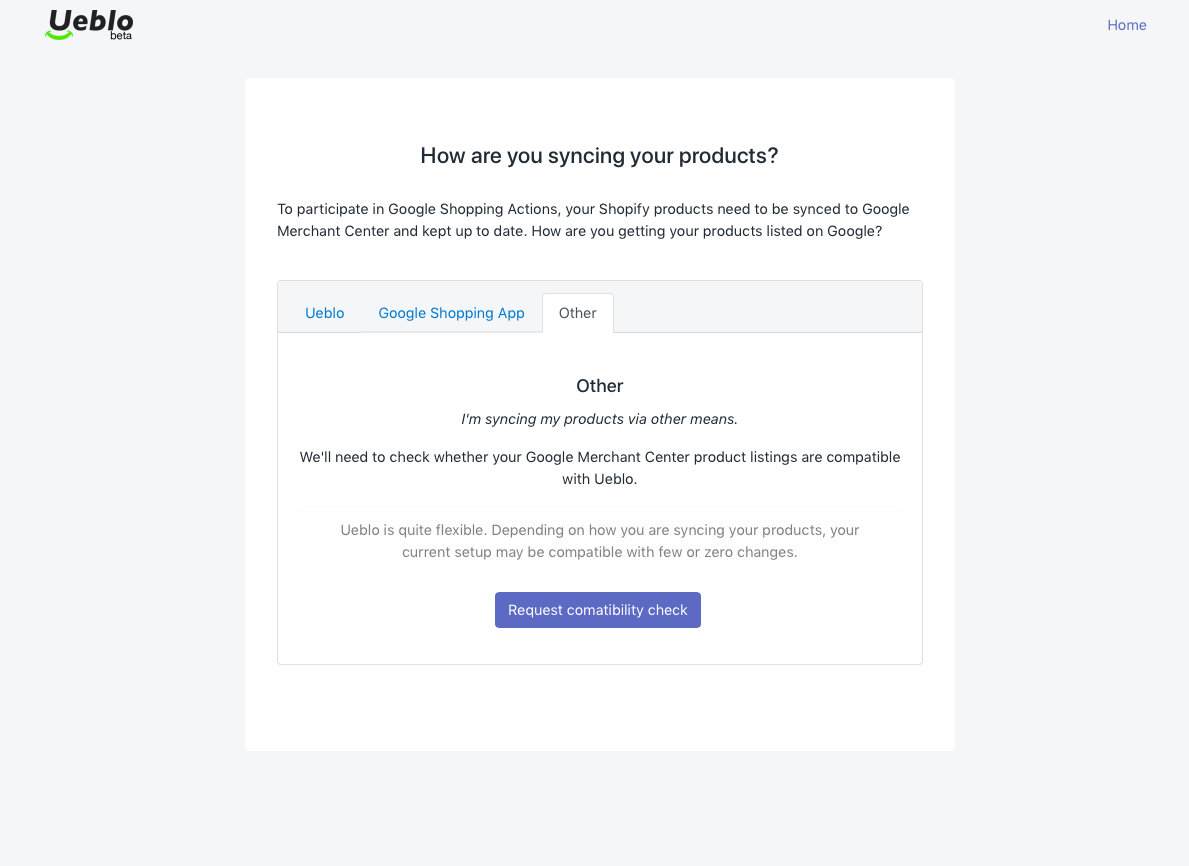 Ueblo
beta
Home
How are you syncing your products?
To participate in Google Shopping Actions, your Shopify products need to be synced to Google
Merchant Center and kept up to date. How are you getting your products listed on Google?
Ueblo
Google Shopping App
Other
Other
I'm syncing my products via other means.
We'll need to check whether your Google Merchant Center product listings are compatible
with Ueblo.
Ueblo is quite flexible. Depending on how you are syncing your products, your
current setup may be compatible with few or zero changes.
Request comatibility check